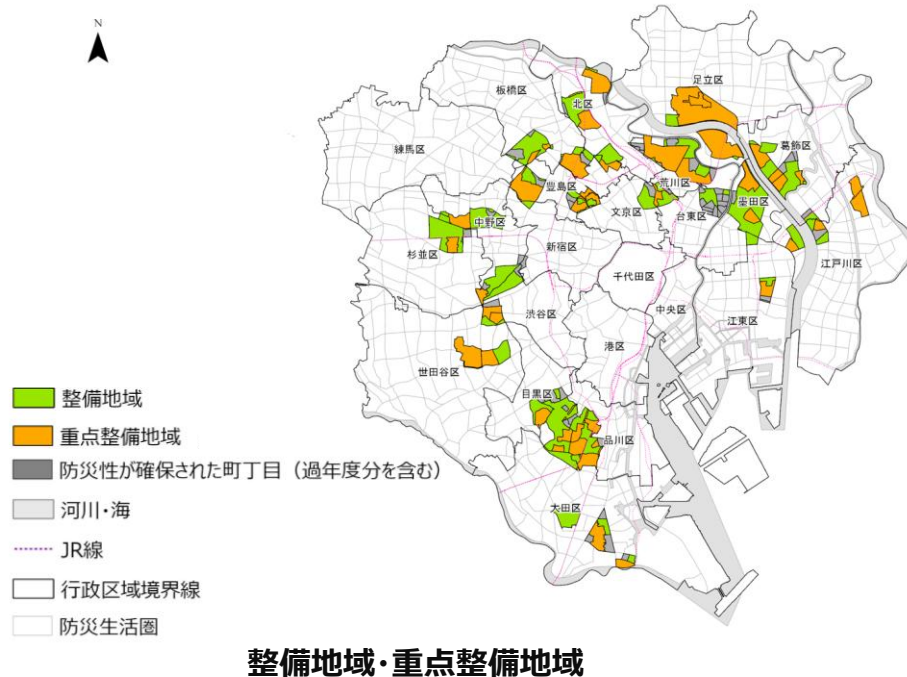 N
足立区
板橋区
北区
葛飾区
練馬区
荒川区
豊島区
文京区
台東区
墨田区
中野区
新宿区
杉並区
千代田区
江戸川区
中央区
渋谷区
江東区
港区
世田谷区
目黒区
品川区
大田区
整備地域
重点整備地域
防災性が確保された町丁目（過年度分を含む）
河川・海
JR線
行政区域境界線
防災生活圏
整備地域・重点整備地域